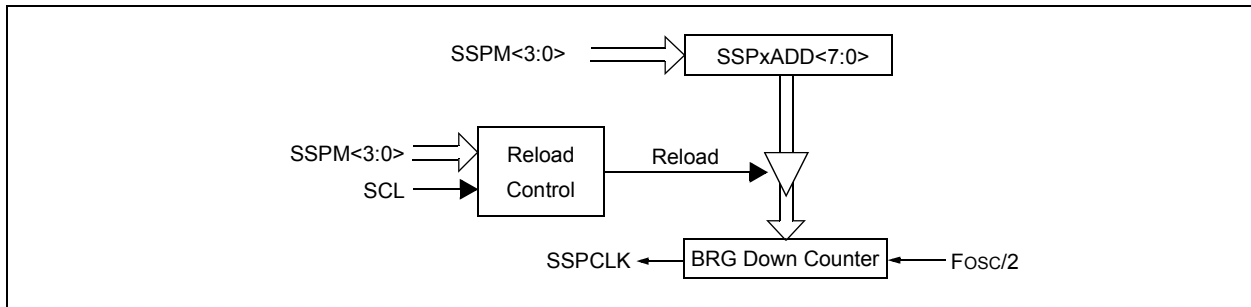 SSPM<3:0>
SSPxADD<7:0>
SSPM<3:0>
SCL
Reload
Control
Reload
SSPCLK
BRG Down Counter
FOSC/2